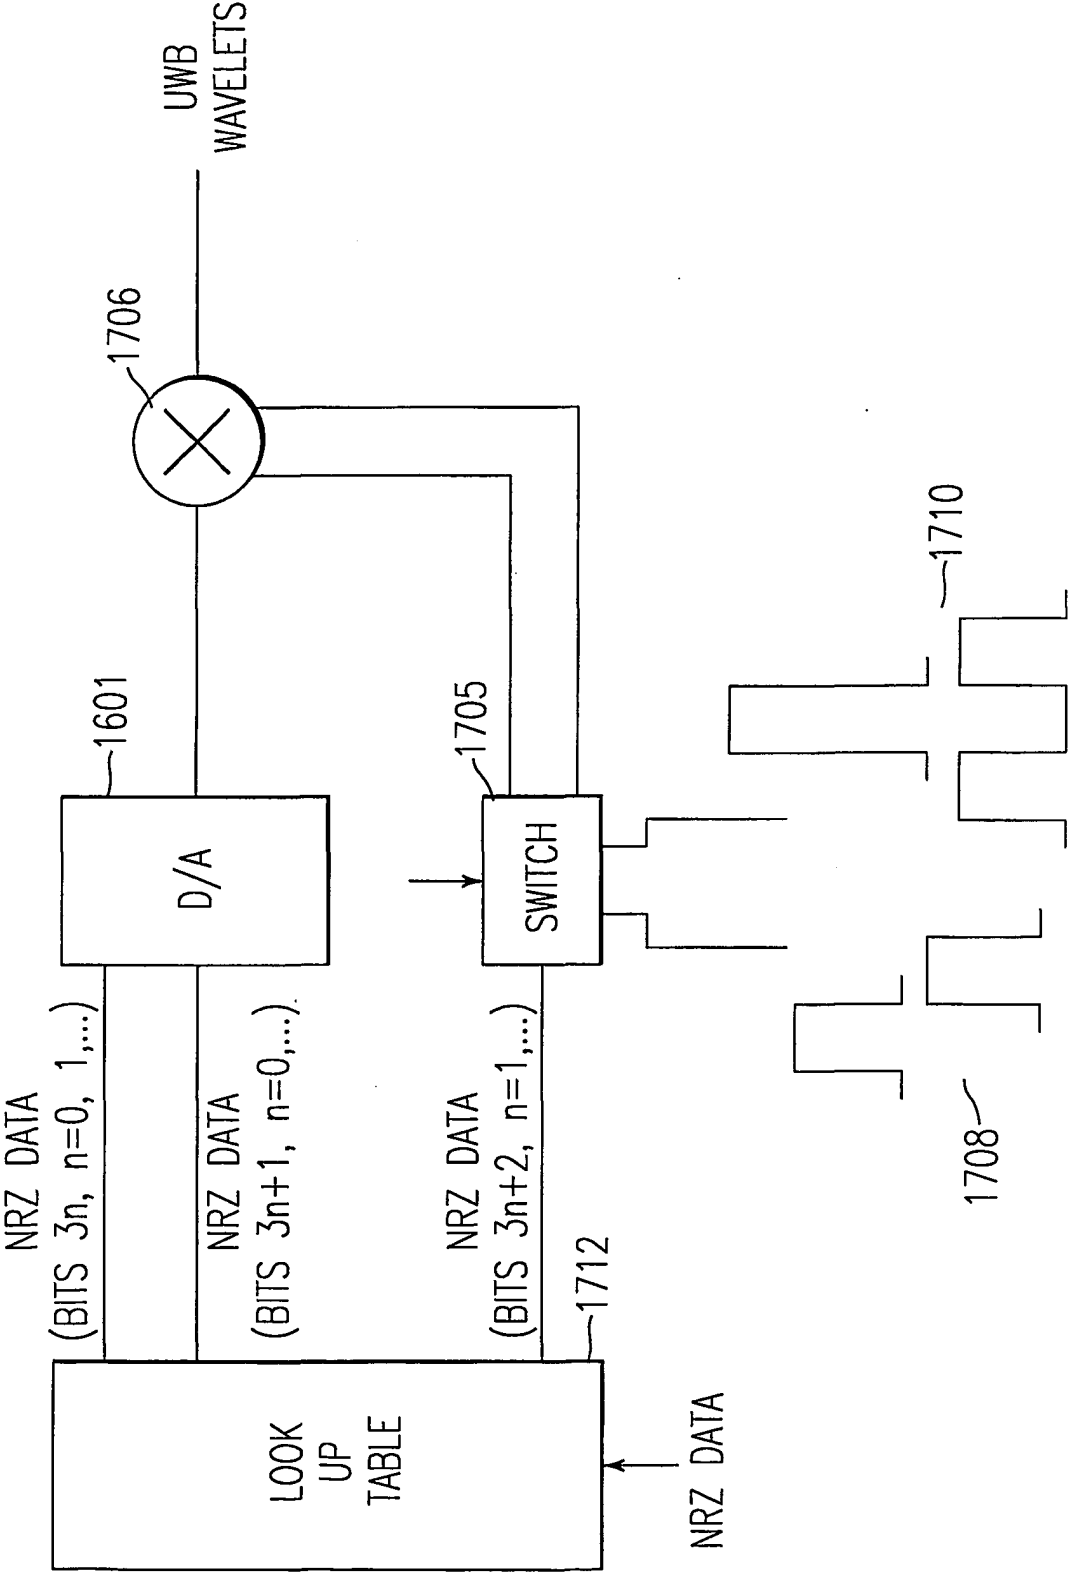 NRZ DATA
(BITS 3n, n=0, 1,...)
NRZ DATA
(BITS 3n+1, n=0,...)
NRZ DATA
(BITS 3n+2, n=1,...)
LOOK
UP
TABLE
1712
NRZ DATA
D/A
1601
SWITCH
1705
1706
UWB
WAVELETS
1708
1710